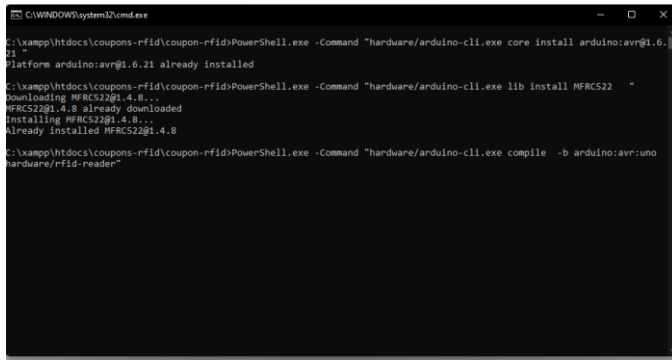 C:\WINDOWS\system32\cmd.exe
C:\xampp\htdocs\coupons-rfid\coupon-rfid>PowerShell.exe -Command "hardware/arduino-cli.exe core install arduino:avr@1.6.
21 "
Platform arduino:avr@1.6.21 already installed
C:\xampp\htdocs\coupons-rfid\coupon-rfid>PowerShell.exe -Command "hardware/arduino-cli.exe lib install MFRC522   "
Downloading MFRC522@1.4.8...
MFRC522@1.4.8 already downloaded
Installing MFRC522@1.4.8...
Already installed MFRC522@1.4.8
C:\xampp\htdocs\coupons-rfid\coupon-rfid>PowerShell.exe -Command "hardware/arduino-cli.exe compile  -b arduino:avr:uno
hardware/rfid-reader"